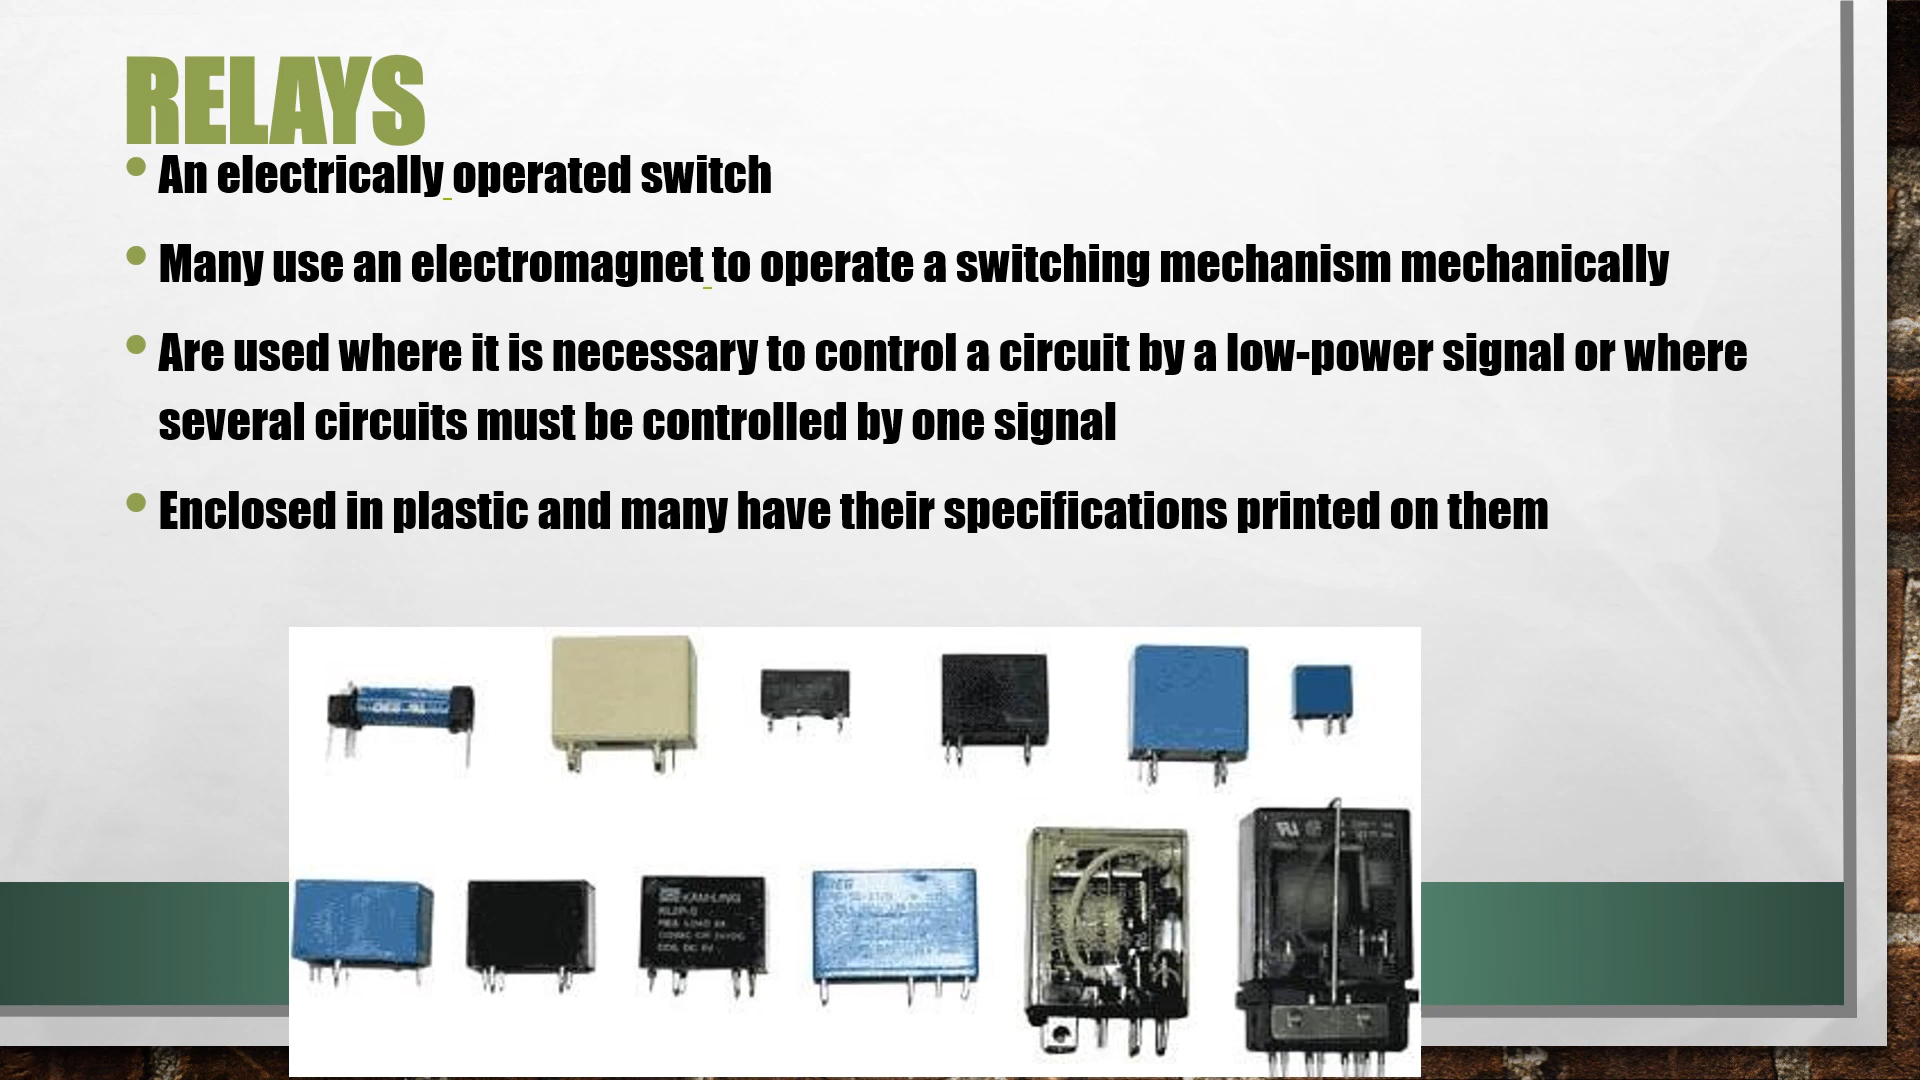 RELAYS
• An electrically operated switch
• Many use an electromagnet to operate a switching mechanism mechanically
• Are used where it is necessary to control a circuit by a low-power signal or where
several circuits must be controlled by one signal
• Enclosed in plastic and many have their specifications printed on them